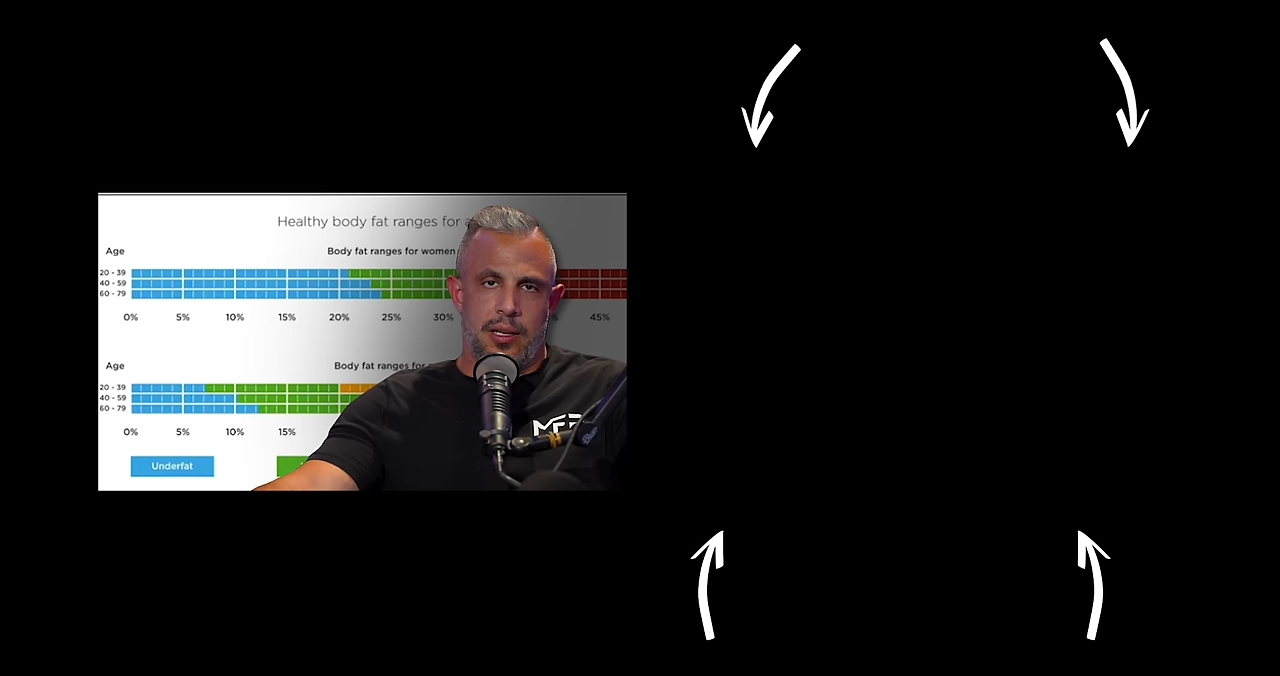 Healthy body fat ranges for
Age
Body fat ranges for women
20 - 39
40 - 59
60 - 79
0% 5% 10% 15% 20% 25% 30% 45%
Age
Body fat ranges for
20 - 39
40 - 59
60 - 79
0% 5% 10% 15%
Underfat